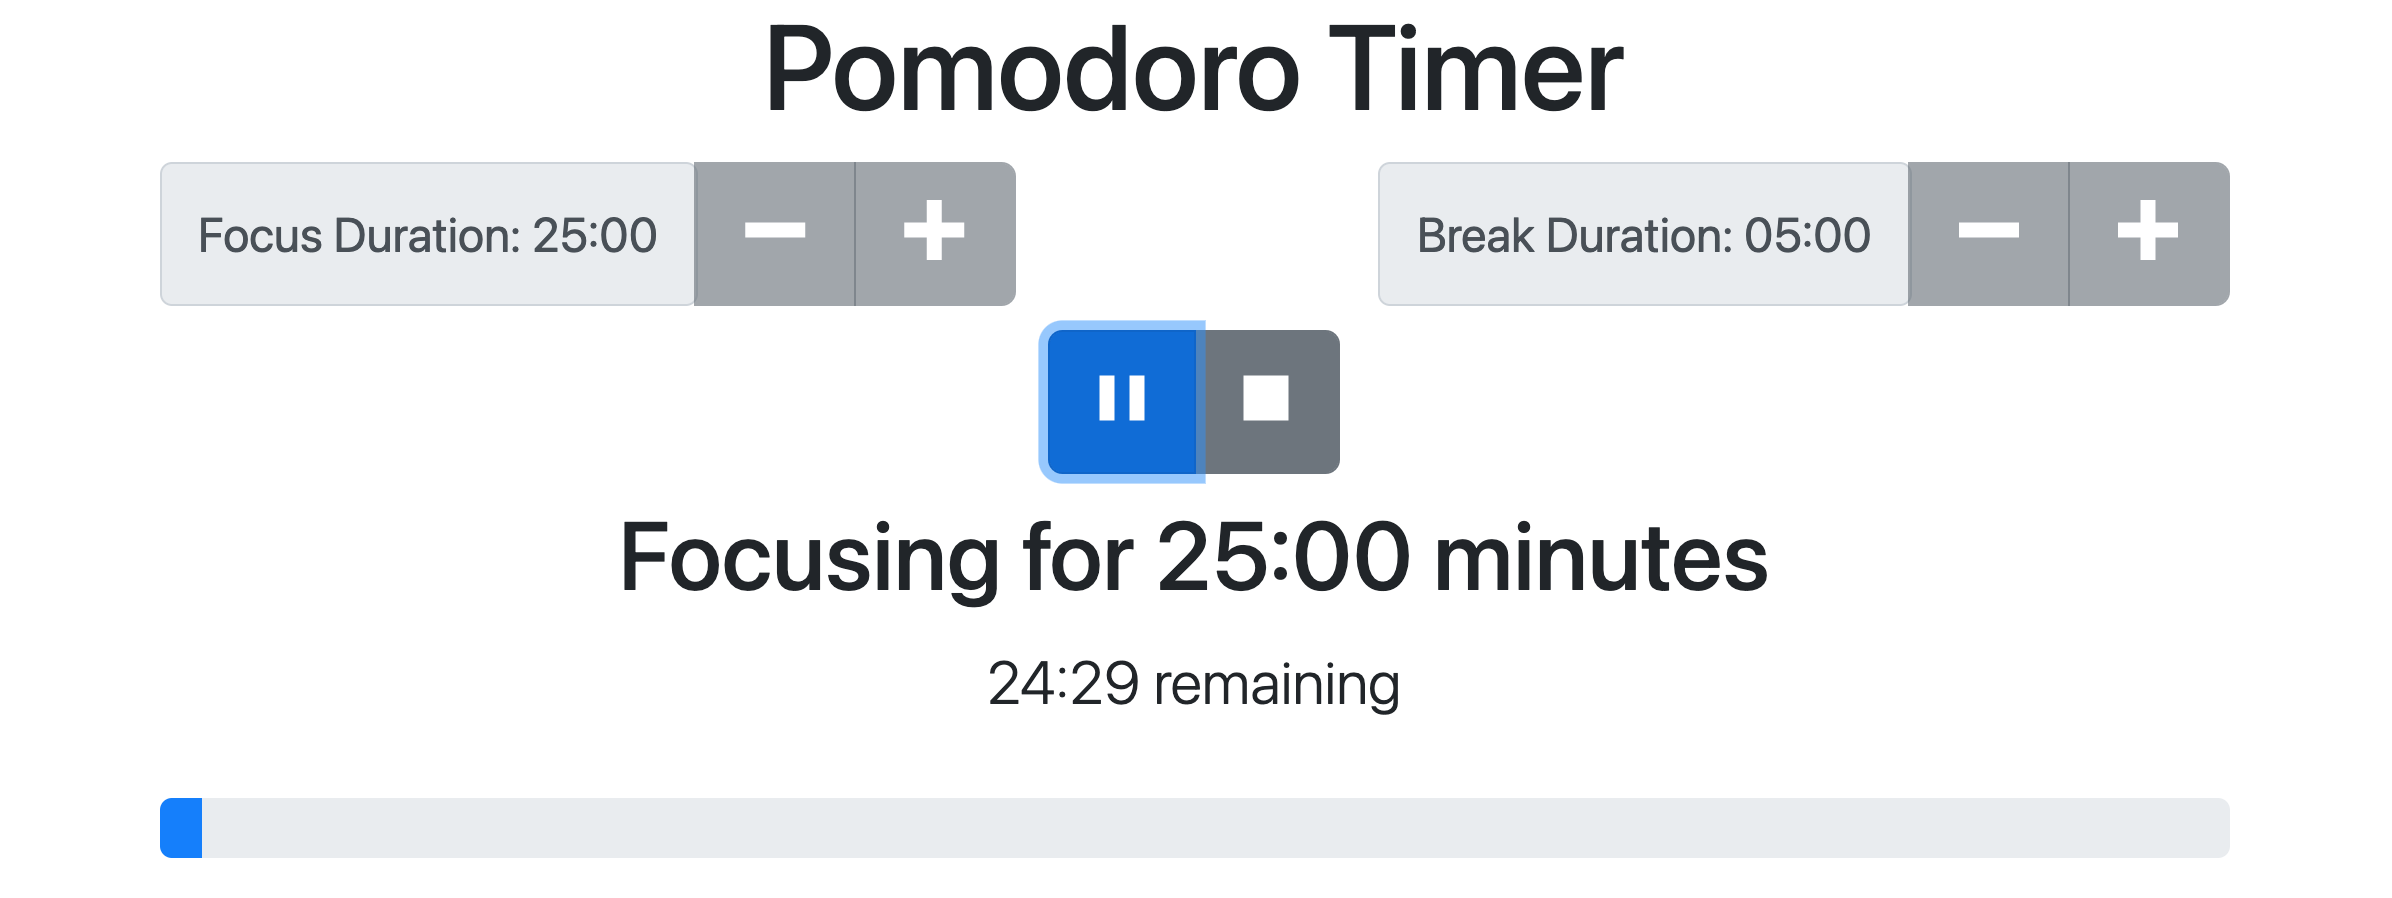 Pomodoro Timer
Focus Duration: 25:00
Break Duration: 05:00
Focusing for 25:00 minutes
24:29 remaining